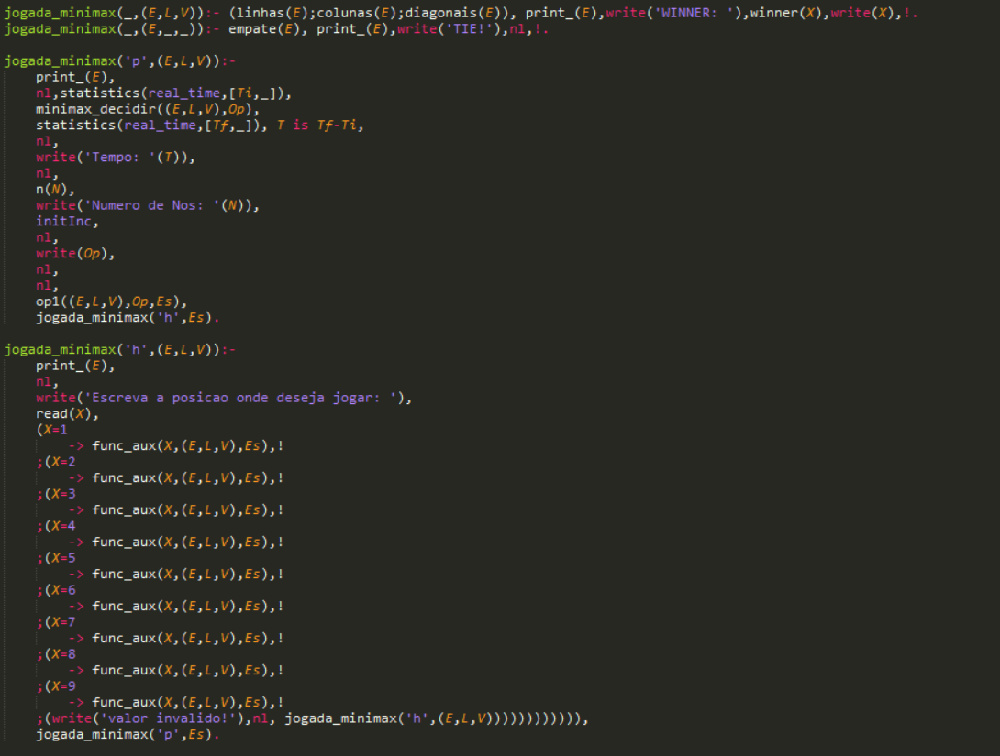 jogada_minimax(_,(E,L,V)):- (linhas(E);colunas(E);diagonais(E)), print_(E),write('WINNER: '),winner(X),write(X),!.
jogada_minimax(_,(E,_,_)):- empate(E), print_(E),write('TIE!'),nl,!.

jogada_minimax('p',(E,L,V)):-
    print_(E),
    nl,statistics(real_time,[Ti,_]),
    minimax_decidir((E,L,V),Op),
    statistics(real_time,[Tf,_]), T is Tf-Ti,
    nl,
    write('Tempo: '(T)),
    nl,
    n(N),
    write('Numero de Nos: '(N)),
    initInc,
    nl,
    write(Op),
    nl,
    nl,
    op1((E,L,V),Op,Es),
    jogada_minimax('h',Es).

jogada_minimax('h',(E,L,V)):-
    print_(E),
    nl,
    write('Escreva a posicao onde deseja jogar: '),
    read(X),
    (X=1
        -> func_aux(X,(E,L,V),Es),!
    ;(X=2
        -> func_aux(X,(E,L,V),Es),!
    ;(X=3
        -> func_aux(X,(E,L,V),Es),!
    ;(X=4
        -> func_aux(X,(E,L,V),Es),!
    ;(X=5
        -> func_aux(X,(E,L,V),Es),!
    ;(X=6
        -> func_aux(X,(E,L,V),Es),!
    ;(X=7
        -> func_aux(X,(E,L,V),Es),!
    ;(X=8
        -> func_aux(X,(E,L,V),Es),!
    ;(X=9
        -> func_aux(X,(E,L,V),Es),!
    ;(write('valor invalido!'),nl, jogada_minimax('h',(E,L,V)))))))))))),
    jogada_minimax('p',Es).